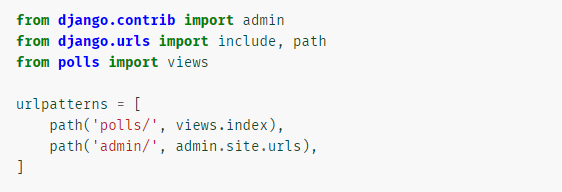 from django.contrib import admin
from django.urls import include, path
from polls import views

urlpatterns = [
    path('polls/', views.index),
    path('admin/', admin.site.urls),
]